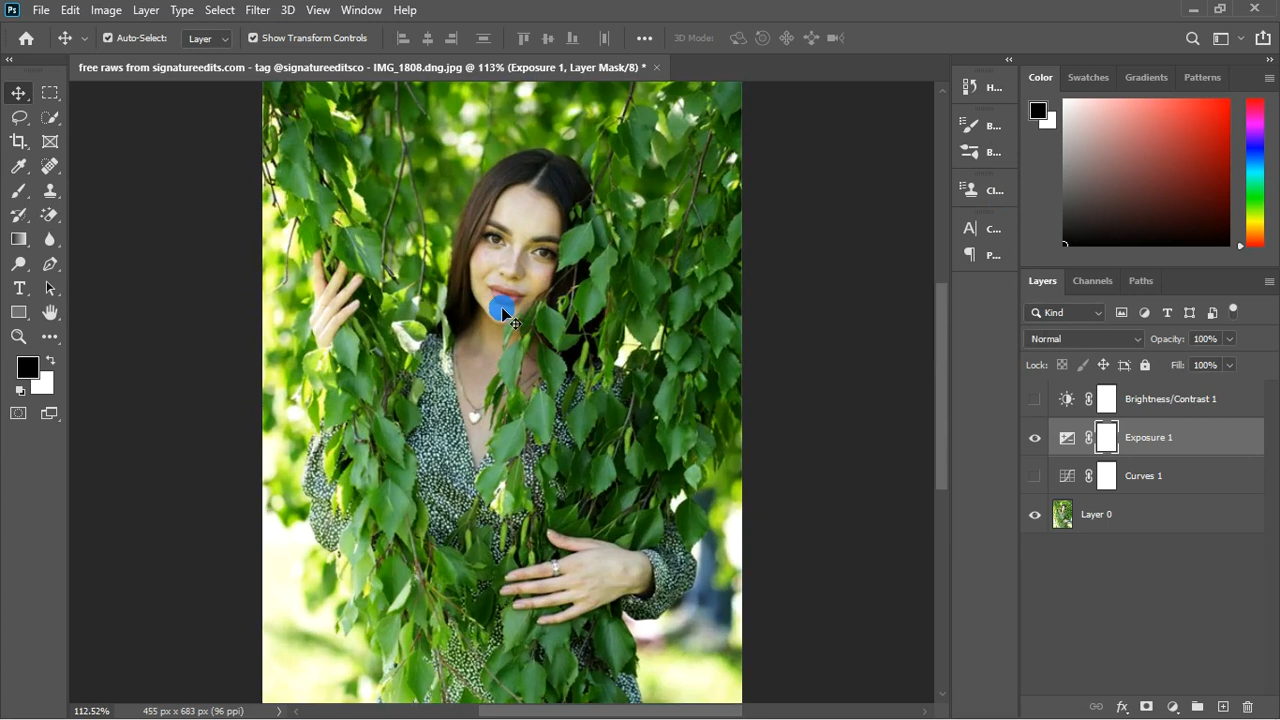 Ps File Edit Image Layer Type Select Filter 3D View Window Help
Auto-Select: Layer Show Transform Controls ••• 3D Mode:
free raws from signatureedits.com - tag @signatureeditsco - IMG_1808.dng.jpg @ 113% (Exposure 1, Layer Mask/8) *
H...
B...
B...
Cl...
C...
P...
Color Swatches Gradients Patterns
Layers Channels Paths
Kind
Normal Opacity: 100%
Lock: Fill: 100%
Brightness/Contrast 1
Exposure 1
Curves 1
Layer 0
112.52% 455 px x 683 px (96 ppi)
fx